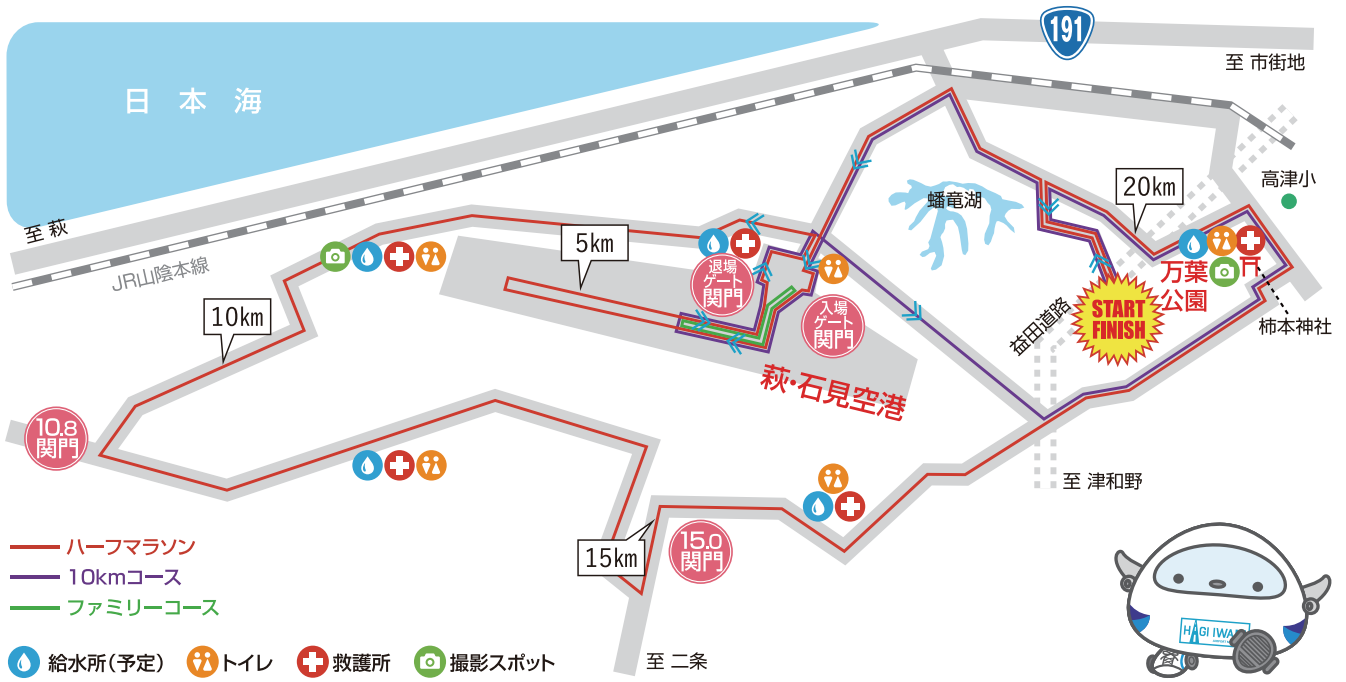 191
至 市街地
日本海
高津小
20km
蟠竜湖
至 萩
JR山陰本線
5km
退場
ゲート
関門
入場
ゲート
関門
万葉
公園
START
FINISH
益田道路
柿本神社
10km
萩・石見空港
10.8
関門
至 津和野
15km
15.0
関門
ハーフマラソン
10kmコース
ファミリーコース
至 二条
給水所(予定)
トイレ
救護所
撮影スポット